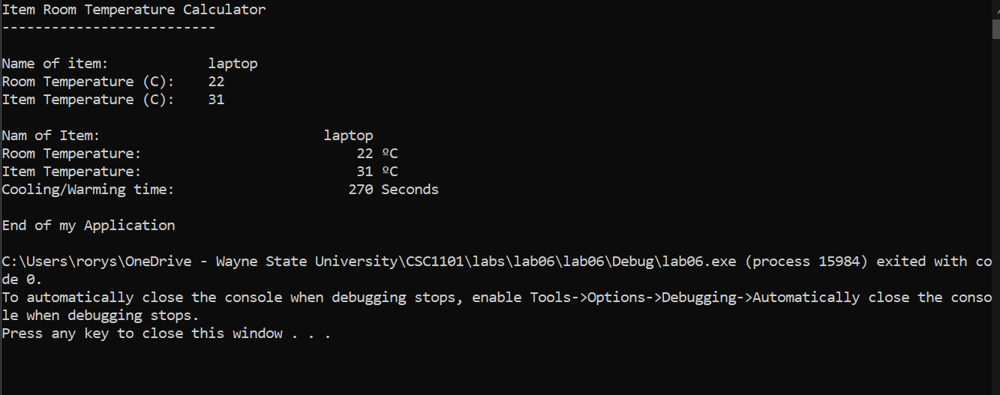 Item Room Temperature Calculator
--------------------------
Name of item:            laptop
Room Temperature (C):    22
Item Temperature (C):    31
Nam of Item:                           laptop
Room Temperature:                          22 ºC
Item Temperature:                          31 ºC
Cooling/Warming time:                     270 Seconds
End of my Application
C:\Users\rorys\OneDrive - Wayne State University\CSC1101\labs\lab06\lab06\Debug\lab06.exe (process 15984) exited with co
de 0.
To automatically close the console when debugging stops, enable Tools->Options->Debugging->Automatically close the conso
le when debugging stops.
Press any key to close this window . . .